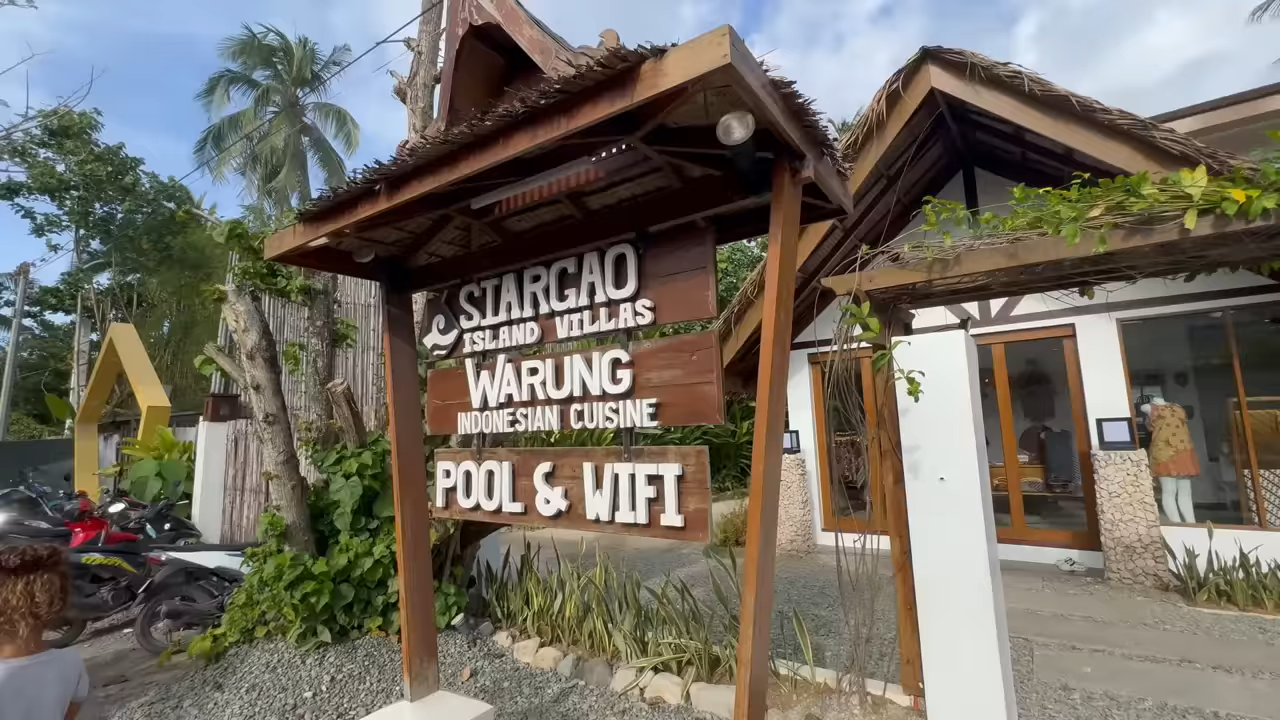 SIARGAO
ISLAND VILLAS
WARUNG
INDONESIAN CUISINE
POOL & WIFI